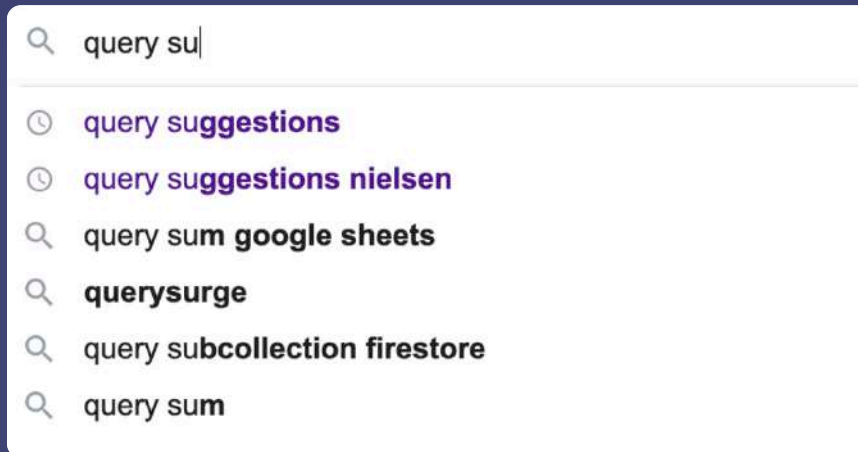 query su
query suggestions
query suggestions nielsen
query sum google sheets
querysurge
query subcollection firestore
query sum